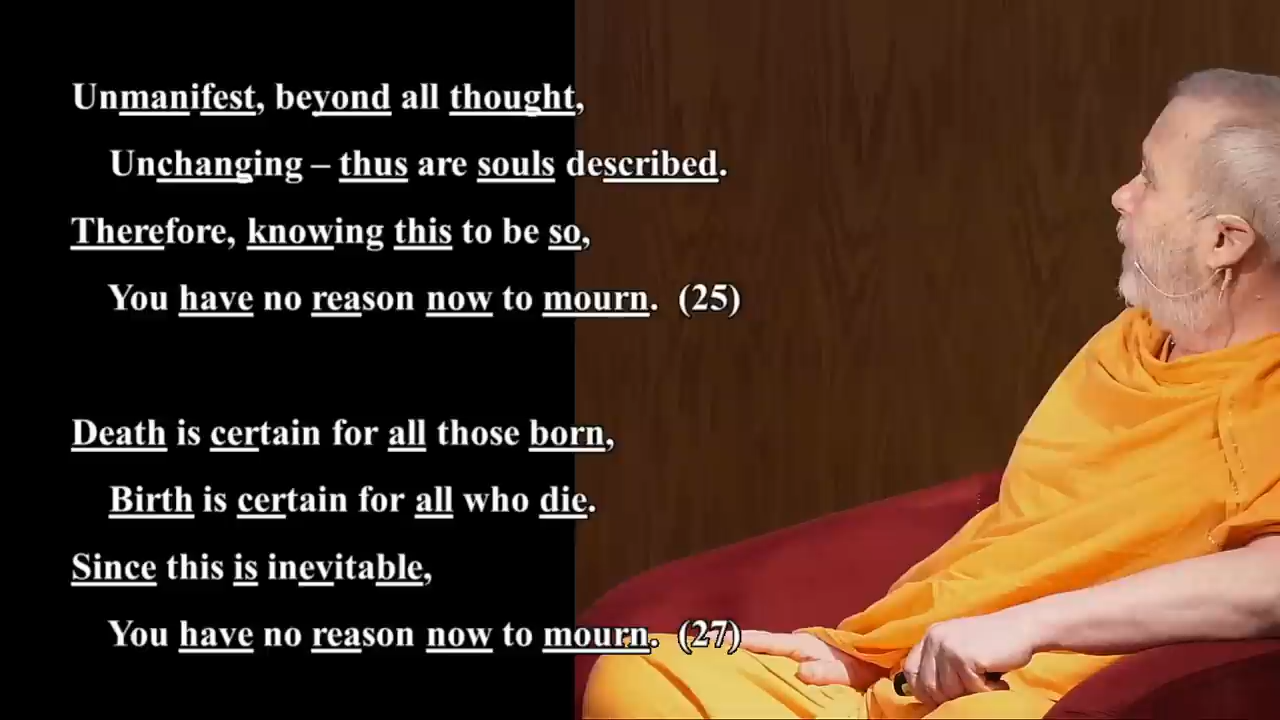 Unmanifest, beyond all thought,
Unchanging – thus are souls described.
Therefore, knowing this to be so,
You have no reason now to mourn. (25)
Death is certain for all those born,
Birth is certain for all who die.
Since this is inevitable,
You have no reason now to mourn. (27)